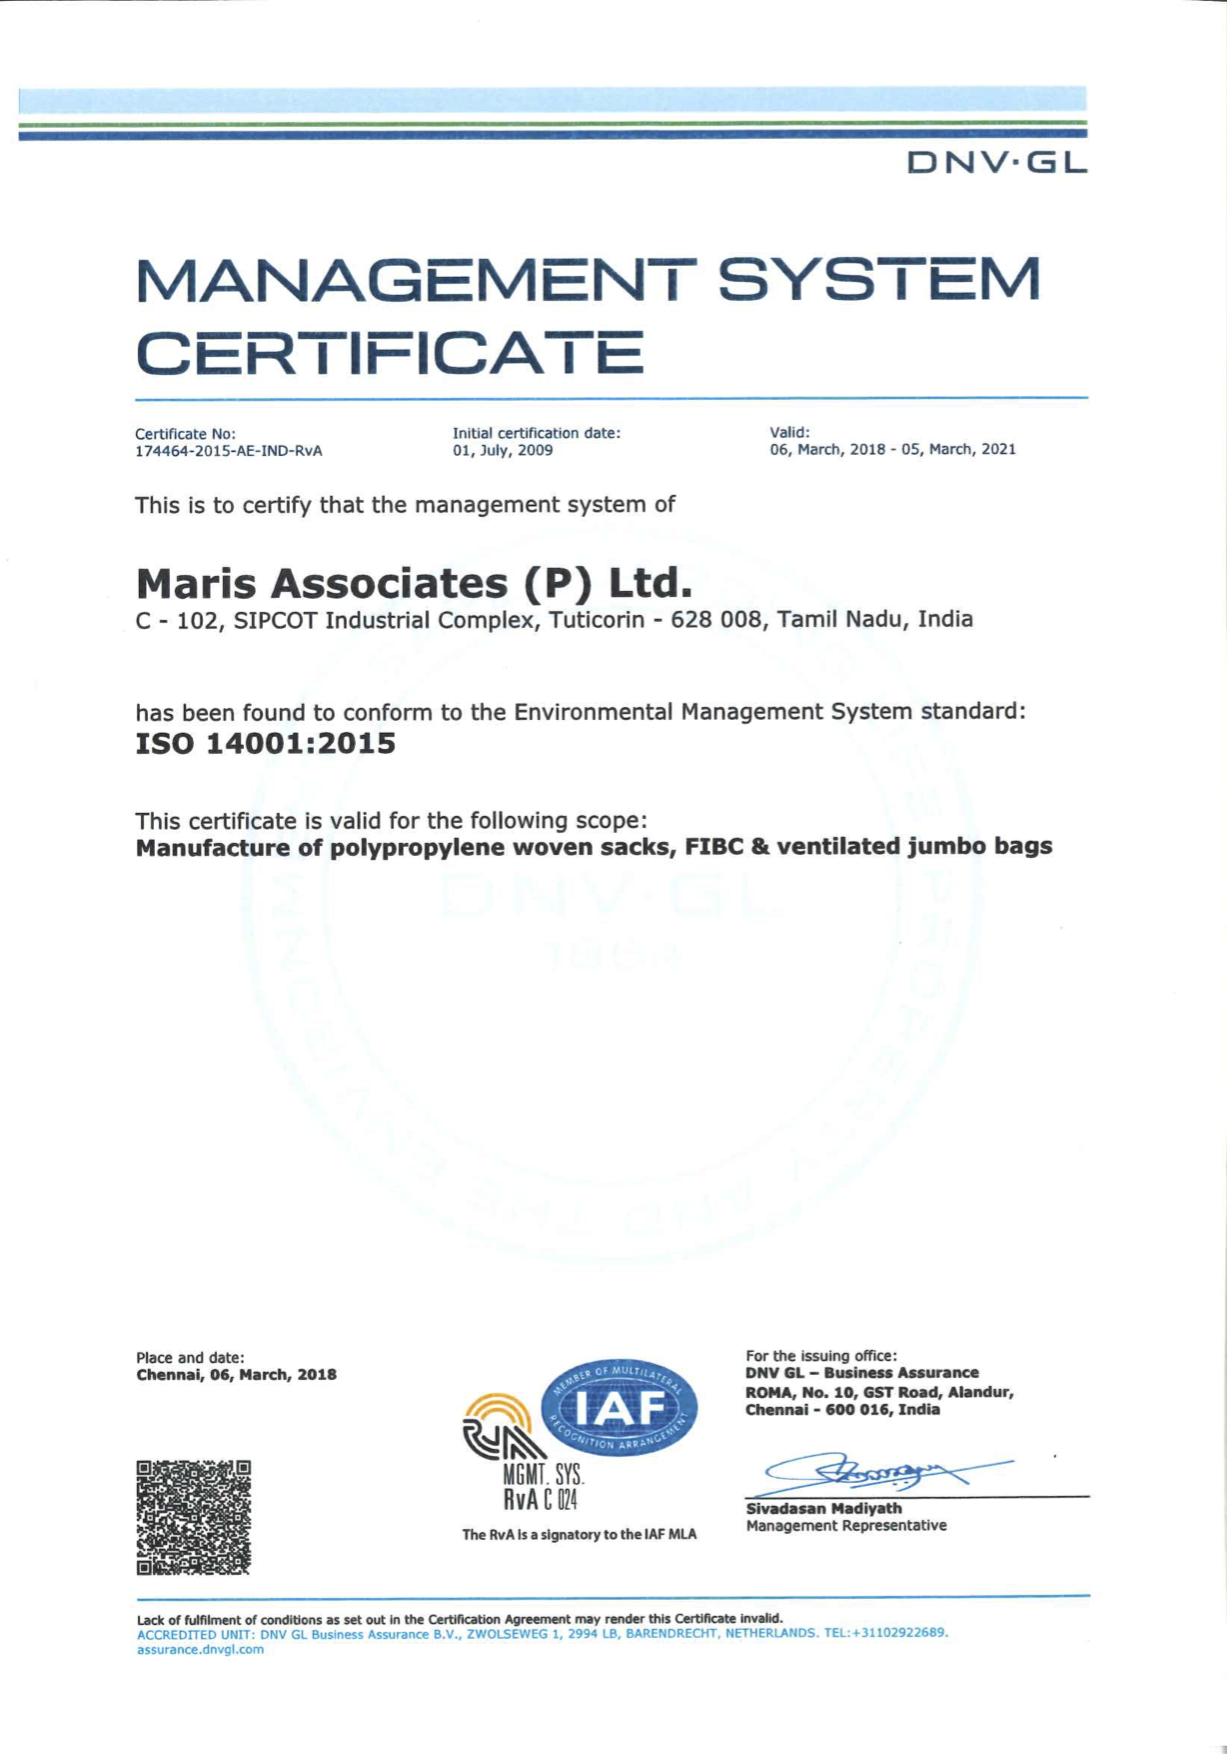 DNV·GL
MANAGEMENT SYSTEM
CERTIFICATE
Certificate No:
174464-2015-AE-IND-RvA
Initial certification date:
01, July, 2009
Valid:
06, March, 2018 - 05, March, 2021
This is to certify that the management system of
Maris Associates (P) Ltd.
C - 102, SIPCOT Industrial Complex, Tuticorin - 628 008, Tamil Nadu, India
has been found to conform to the Environmental Management System standard:
ISO 14001:2015
This certificate is valid for the following scope:
Manufacture of polypropylene woven sacks, FIBC & ventilated jumbo bags
DNV·GL
1864
PROPERTY AND THE ENVIRONMENT
Place and date:
Chennai, 06, March, 2018
MEMBER OF MULTILATERAL
IAF
RECOGNITION ARRANGEMENT
RvA
MGMT. SYS.
RvA C 024
The RvA is a signatory to the IAF MLA
For the issuing office:
DNV GL – Business Assurance
ROMA, No. 10, GST Road, Alandur,
Chennai - 600 016, India
Sivadasan Madiyath
Management Representative
Lack of fulfilment of conditions as set out in the Certification Agreement may render this Certificate invalid.
ACCREDITED UNIT: DNV GL Business Assurance B.V., ZWOLSEWEG 1, 2994 LB, BARENDRECHT, NETHERLANDS. TEL:+31102922689.
assurance.dnvgl.com